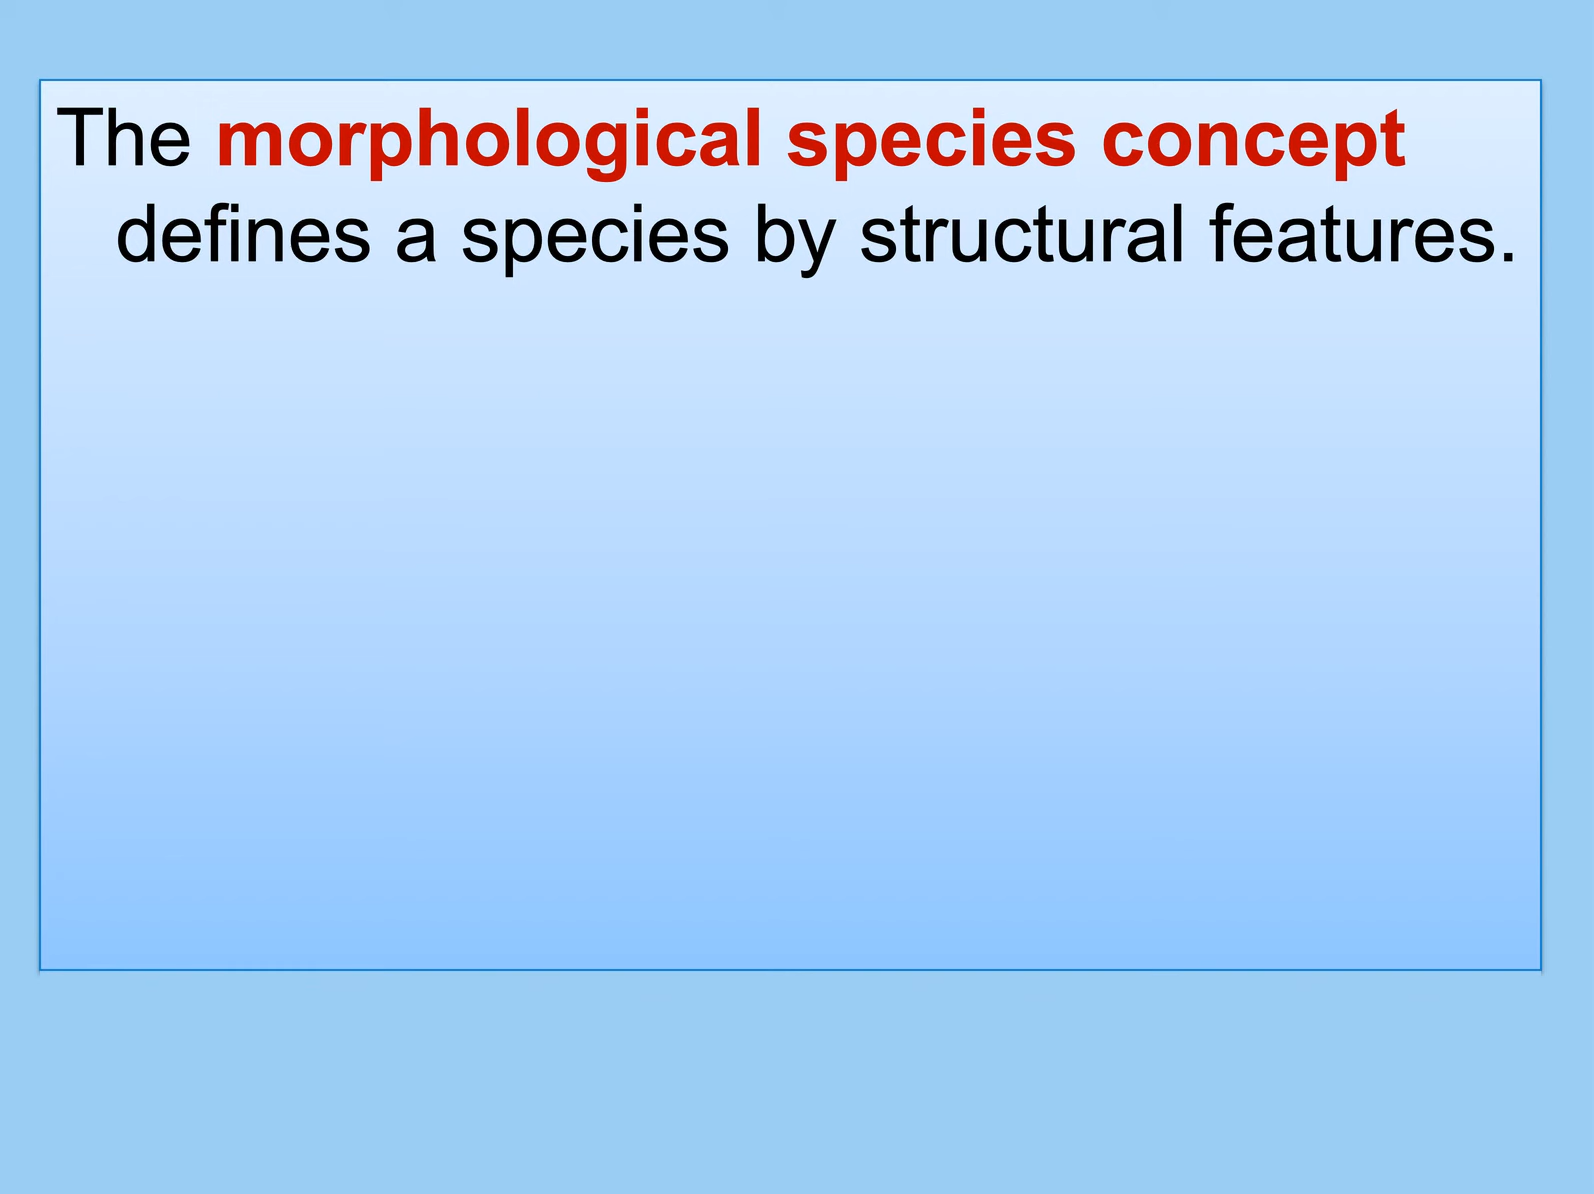 The morphological species concept
defines a species by structural features.